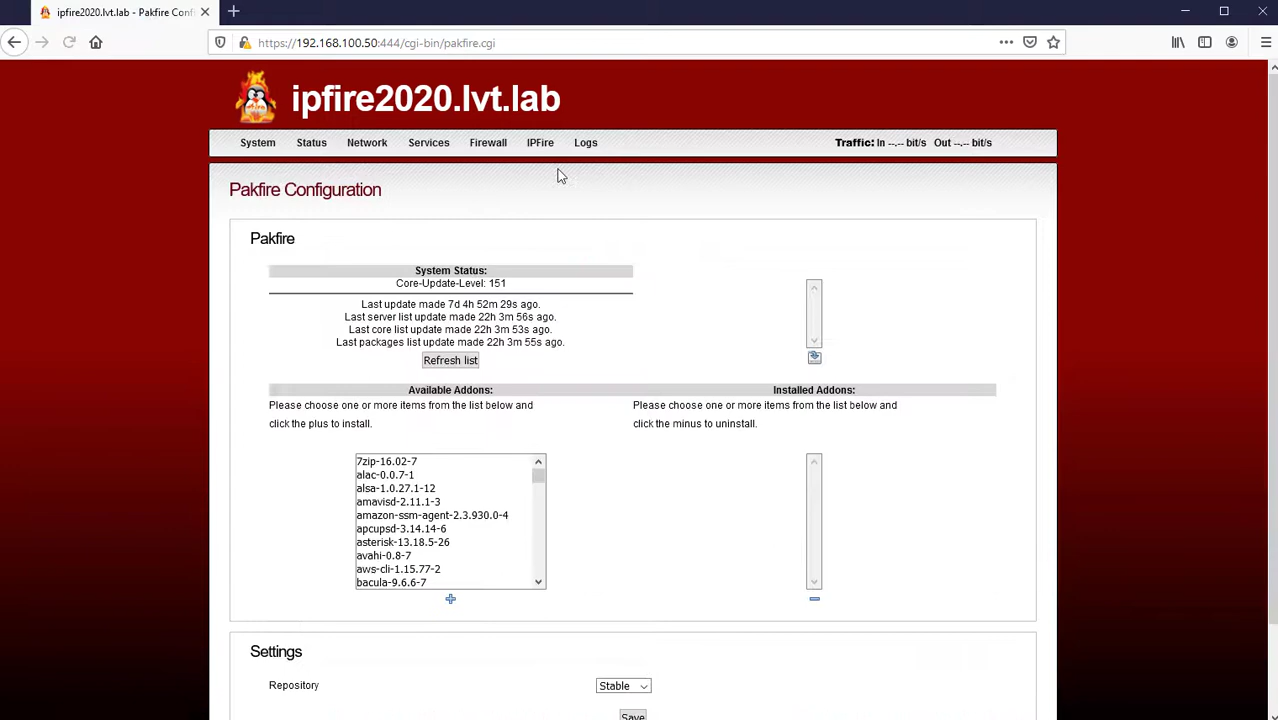 ipfire2020.lvt.lab - Pakfire Confi
https://192.168.100.50:444/cgi-bin/pakfire.cgi
ipfire2020.lvt.lab
System Status Network Services Firewall IPFire Logs Traffic: In --.-- bit/s Out --.-- bit/s
Pakfire Configuration
Pakfire
System Status:
Core-Update-Level: 151
Last update made 7d 4h 52m 29s ago.
Last server list update made 22h 3m 56s ago.
Last core list update made 22h 3m 53s ago.
Last packages list update made 22h 3m 55s ago.
Refresh list
Available Addons: Installed Addons:
Please choose one or more items from the list below and Please choose one or more items from the list below and
click the plus to install. click the minus to uninstall.
7zip-16.02-7
alac-0.0.7-1
alsa-1.0.27.1-12
amavisd-2.11.1-3
amazon-ssm-agent-2.3.930.0-4
apcupsd-3.14.14-6
asterisk-13.18.5-26
avahi-0.8-7
aws-cli-1.15.77-2
bacula-9.6.6-7
Settings
Repository Stable
Save